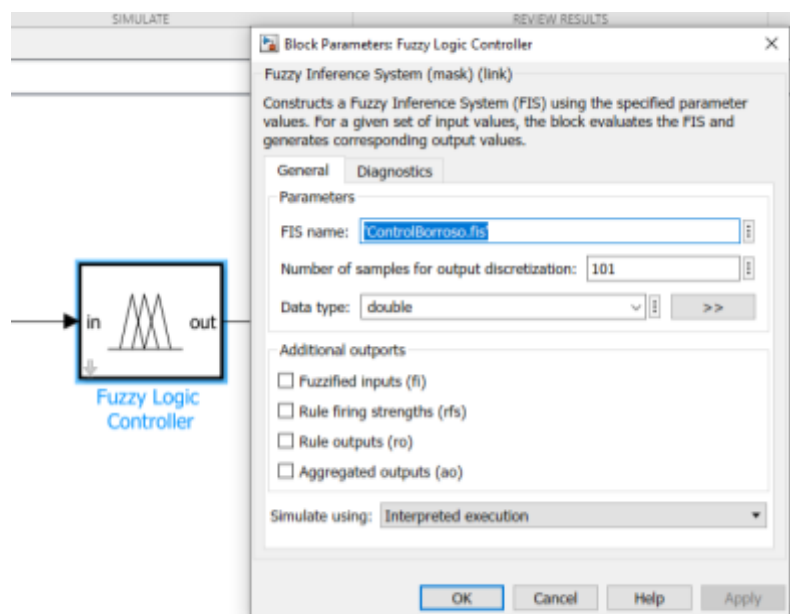 SIMULATE
REVIEW RESULTS
Block Parameters: Fuzzy Logic Controller
Fuzzy Inference System (mask) (link)
Constructs a Fuzzy Inference System (FIS) using the specified parameter
values. For a given set of input values, the block evaluates the FIS and
generates corresponding output values.
General Diagnostics
Parameters
FIS name: 'ControlBorroso.fis'
Number of samples for output discretization: 101
Data type: double >>
Additional outports
Fuzzified inputs (fi)
Rule firing strengths (rfs)
Rule outputs (ro)
Aggregated outputs (ao)
Simulate using: Interpreted execution
OK Cancel Help Apply
in out
Fuzzy Logic
Controller